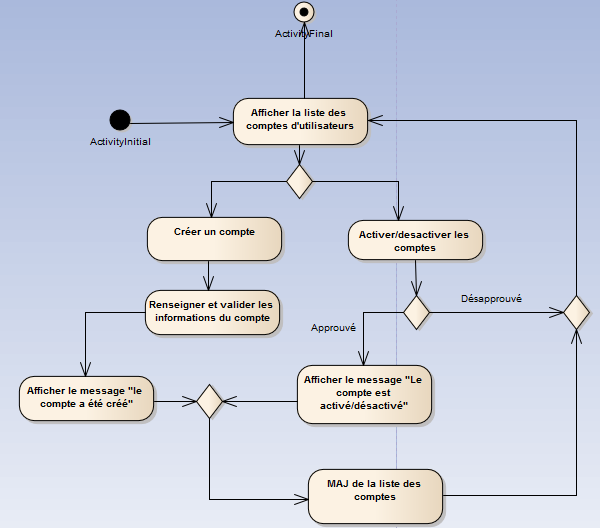 ActivityFinal
Afficher la liste des
comptes d'utilisateurs
ActivityInitial
Créer un compte
Activer/desactiver les
comptes
Renseigner et valider les
informations du compte
Désapprouvé
Approuvé
Afficher le message "le
compte a été créé"
Afficher le message "Le
compte est
activé/désactivé"
MAJ de la liste des
comptes